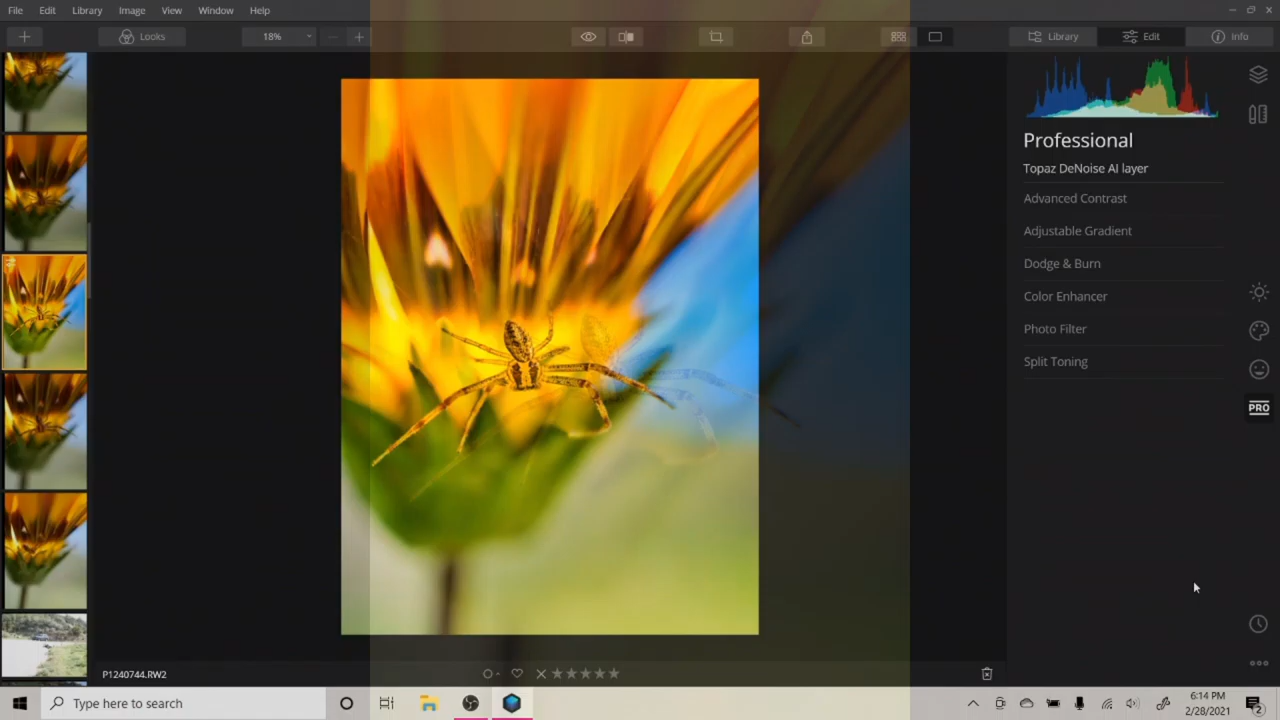 File Edit Library Image View Window Help
Looks 18% Library Edit Info
Professional
Topaz DeNoise AI layer
Advanced Contrast
Adjustable Gradient
Dodge & Burn
Color Enhancer
Photo Filter
Split Toning
PRO
P1240744.RW2
Type here to search
6:14 PM
2/28/2021
2